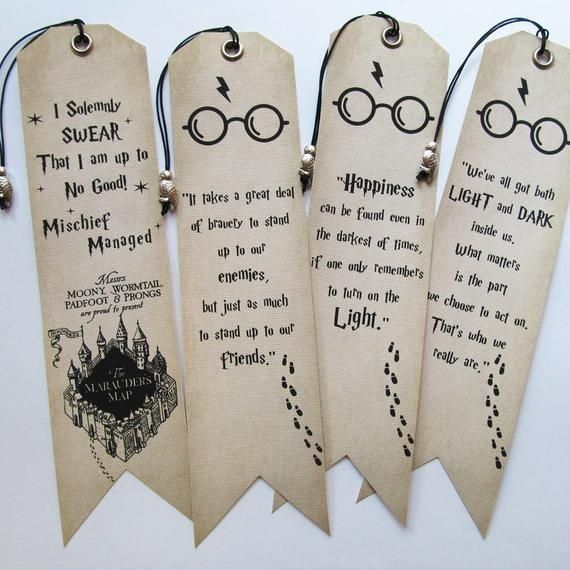 I Solemnly
SWEAR
That I am up to
No Good!
Mischief
Managed
Messrs
MOONY, WORMTAIL,
PADFOOT & PRONGS
are proud to present
The
MARAUDER'S
MAP
"It takes a great deal
of bravery to stand
up to our
enemies,
but just as much
to stand up to our
friends."
"Happiness
can be found even in
the darkest of times,
if one only remembers
to turn on the
Light."
"We've all got both
LIGHT and DARK
inside us.
What matters
is the part
we choose to act on.
That's who we
really are."